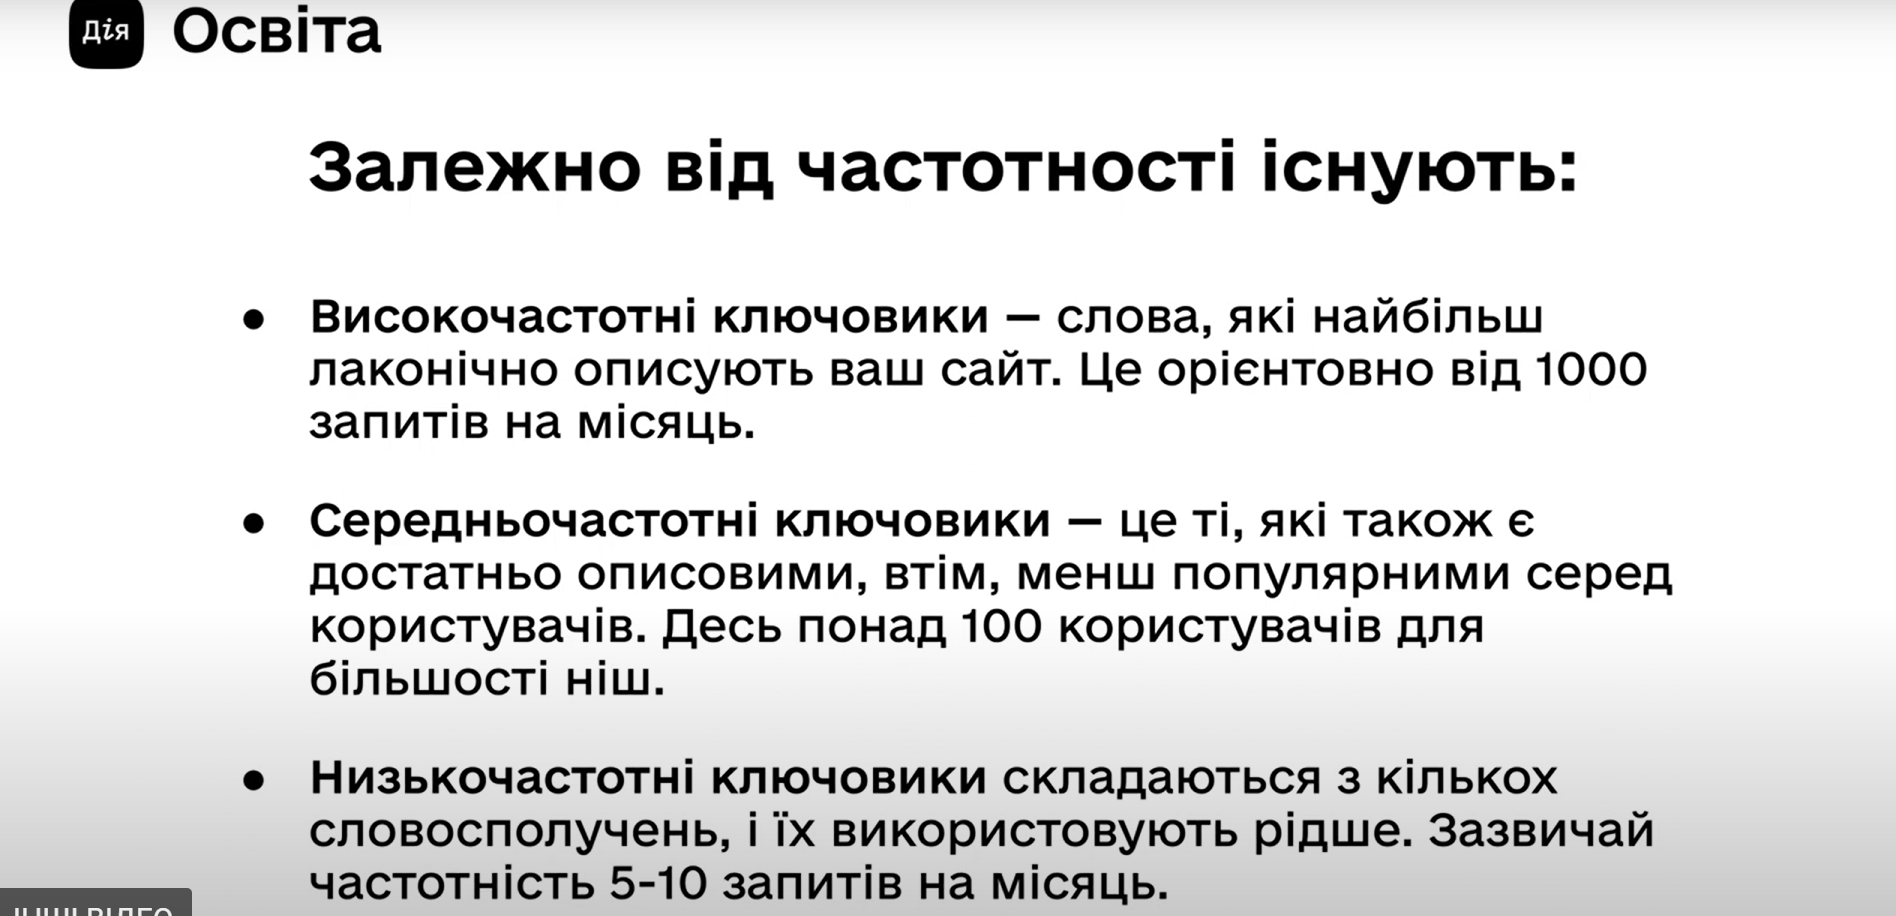 Дія Освіта
Залежно від частотності існують:
● Високочастотні ключовики — слова, які найбільш
лаконічно описують ваш сайт. Це орієнтовно від 1000
запитів на місяць.
● Середньочастотні ключовики — це ті, які також є
достатньо описовими, втім, менш популярними серед
користувачів. Десь понад 100 користувачів для
більшості ніш.
● Низькочастотні ключовики складаються з кількох
словосполучень, і їх використовують рідше. Зазвичай
частотність 5-10 запитів на місяць.
ІНШІ ВІДЕО